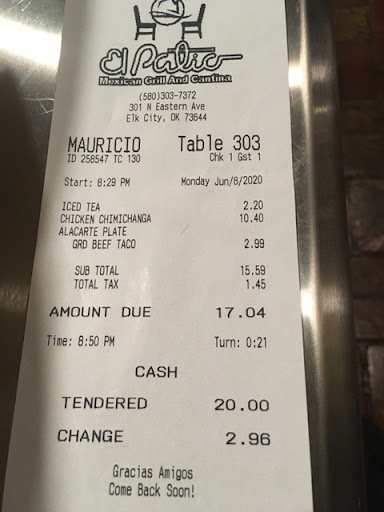 El Patio
Mexican Grill And Cantina
(580)303-7372
301 N Eastern Ave
Elk City, OK 73644
MAURICIO Table 303
ID 258547 TC 130 Chk 1 Gst 1
Start: 8:29 PM Monday Jun/8/2020
ICED TEA 2.20
CHICKEN CHIMICHANGA 10.40
ALACARTE PLATE
GRD BEEF TACO 2.99
SUB TOTAL 15.59
TOTAL TAX 1.45
AMOUNT DUE 17.04
Time: 8:50 PM Turn: 0:21
CASH
TENDERED 20.00
CHANGE 2.96
Gracias Amigos
Come Back Soon!